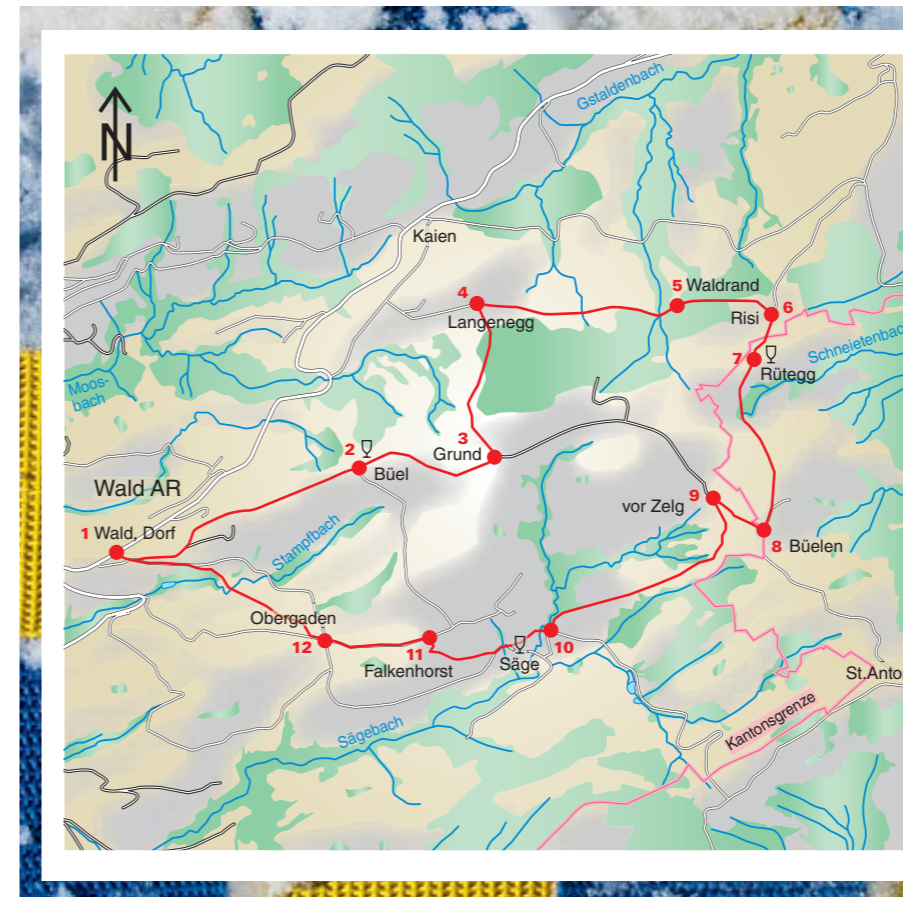 Gstaldenbach
N
Kaien
4
Langenegg
5 Waldrand
6
Risi
7
Rütegg
Schneietenbach
Moos-
bach
2
Büel
3
Grund
Wald AR
9
vor Zelg
1 Wald, Dorf
8 Büelen
Stampfbach
Obergaden
12
11
Falkenhorst
Säge
10
St.Anto
Kantonsgrenze
Sägebach